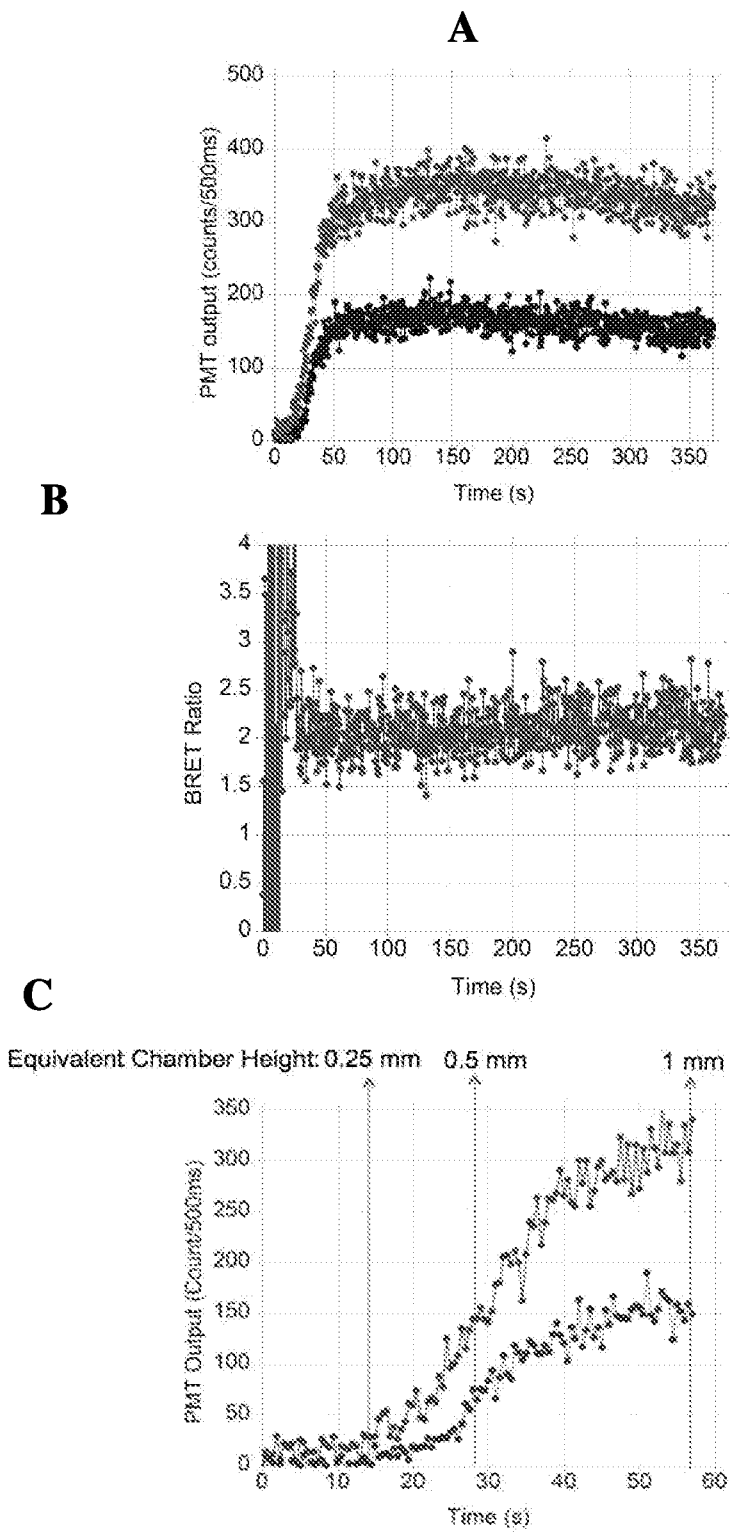 A
500
400
300
200
100
0
PMT output (counts/500ms)
0 50 100 150 200 250 300 350
Time (s)
B
4
3.5
3
2.5
2
1.5
1
0.5
0
BRET Ratio
0 50 100 150 200 250 300 350
Time (s)
C
Equivalent Chamber Height: 0.25 mm 0.5 mm 1 mm
350
300
250
200
150
100
50
0
PMT Output (Count/500ms)
0 10 20 30 40 50 60
Time (s)